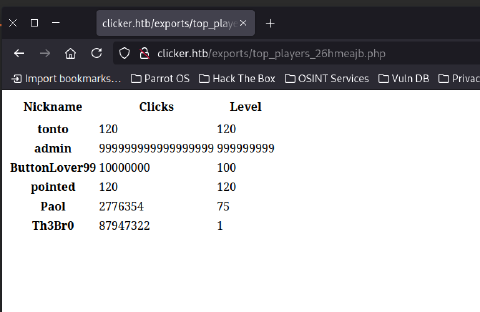 clicker.htb/exports/top_playe
clicker.htb/exports/top_players_26hmeajb.php
Import bookmarks... Parrot OS Hack The Box OSINT Services Vuln DB Privac
Nickname Clicks Level
tonto 120 120
admin 999999999999999999 999999999
ButtonLover99 10000000 100
pointed 120 120
Paol 2776354 75
Th3Br0 87947322 1